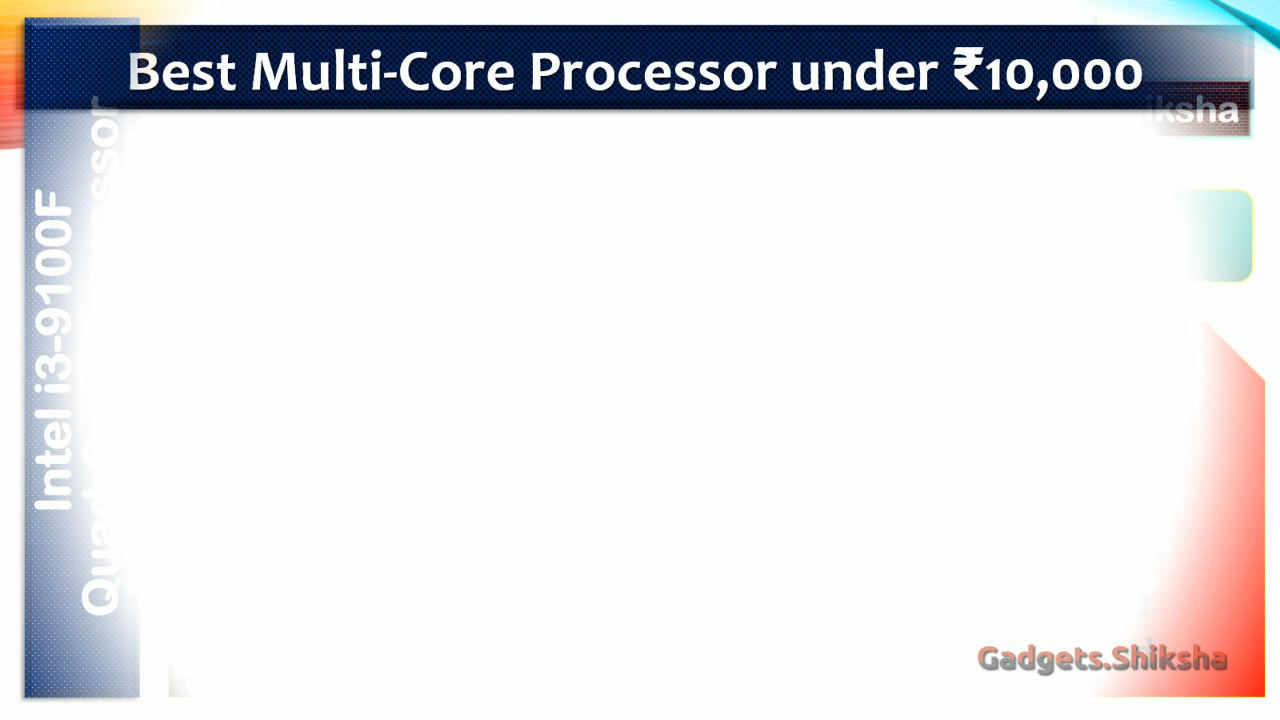 Best Multi-Core Processor under ₹10,000
Intel i3-9100F
Gadgets.Shiksha